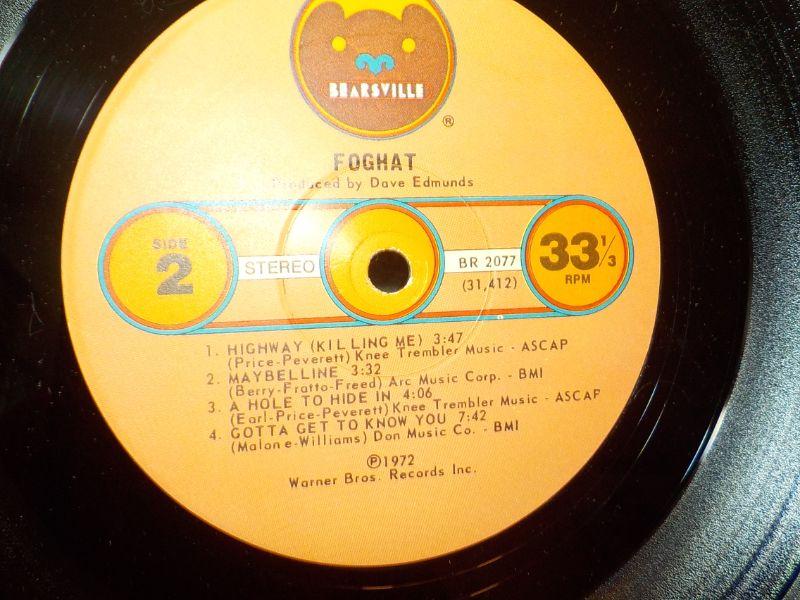 BEARSVILLE
®
FOGHAT
Produced by Dave Edmunds
SIDE
2
STEREO
BR 2077
(31,412)
33 1/3
RPM
1. HIGHWAY (KILLING ME) 3:47
(Price-Peverett) Knee Trembler Music - ASCAP
2. MAYBELLINE 3:32
(Berry-Fratto-Freed) Arc Music Corp. - BMI
3. A HOLE TO HIDE IN 4:06
(Earl-Price-Peverett) Knee Trembler Music - ASCAP
4. GOTTA GET TO KNOW YOU 7:42
(Malone-Williams) Don Music Co. - BMI
℗1972
Warner Bros. Records Inc.